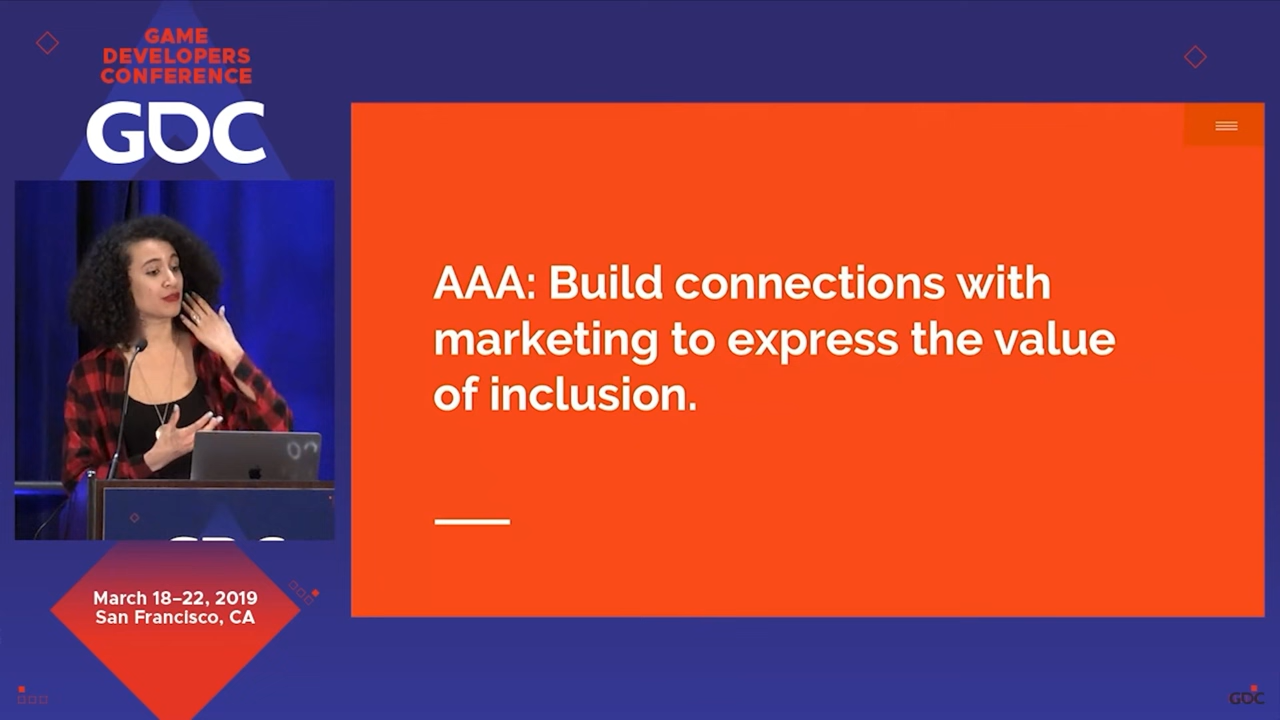 GAME
DEVELOPERS
CONFERENCE
GDC
AAA: Build connections with
marketing to express the value
of inclusion.
March 18–22, 2019
San Francisco, CA
GDC